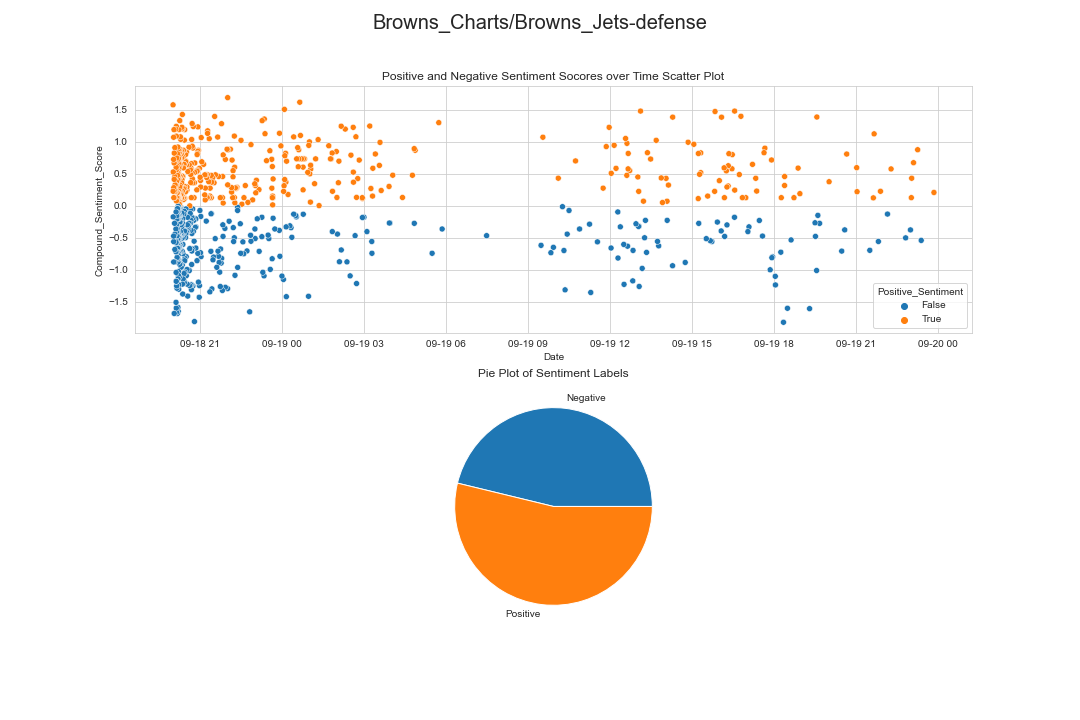 Browns_Charts/Browns_Jets-defense
Positive and Negative Sentiment Socores over Time Scatter Plot
Compound_Sentiment_Score
1.5
1.0
0.5
0.0
−0.5
−1.0
−1.5
Positive_Sentiment
False
True
09-18 21
09-19 00
09-19 03
09-19 06
09-19 09
09-19 12
09-19 15
09-19 18
09-19 21
09-20 00
Date
Pie Plot of Sentiment Labels
Negative
Positive